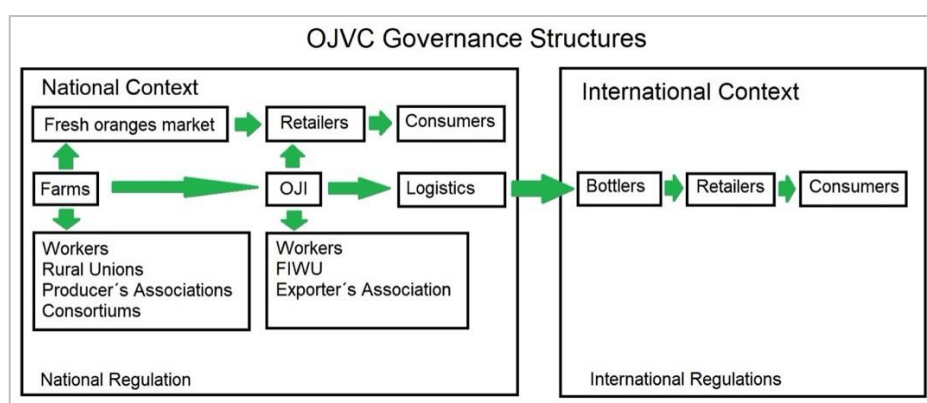 OJVC Governance Structures
National Context
Fresh oranges market
Retailers
Consumers
Farms
OJI
Logistics
Workers
Rural Unions
Producer´s Associations
Consortiums
Workers
FIWU
Exporter´s Association
National Regulation
International Context
Bottlers
Retailers
Consumers
International Regulations